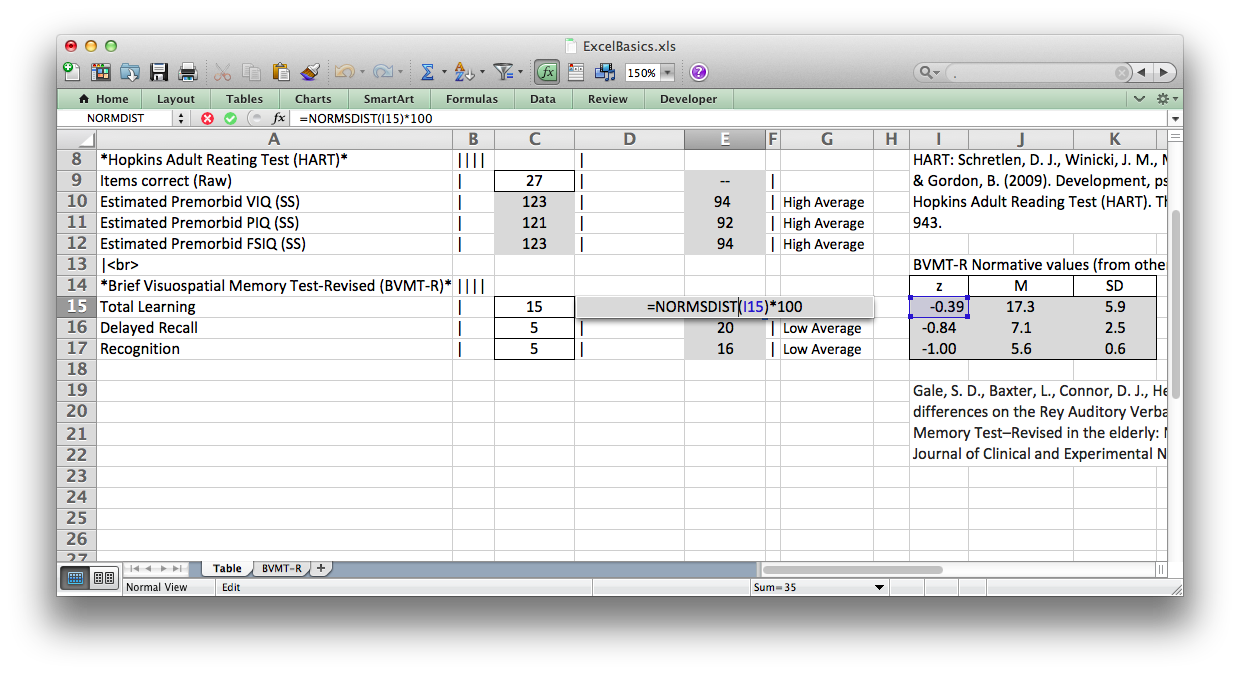 ExcelBasics.xls
150%
Home Layout Tables Charts SmartArt Formulas Data Review Developer
NORMDIST fx =NORMSDIST(I15)*100
A B C D E F G H I J K
8 *Hopkins Adult Reating Test (HART)* |||| | HART: Schretlen, D. J., Winicki, J. M.,
9 Items correct (Raw) | 27 | -- | & Gordon, B. (2009). Development, ps
10 Estimated Premorbid VIQ (SS) | 123 | 94 | High Average Hopkins Adult Reading Test (HART). Th
11 Estimated Premorbid PIQ (SS) | 121 | 92 | High Average 943.
12 Estimated Premorbid FSIQ (SS) | 123 | 94 | High Average
13 |<br> BVMT-R Normative values (from othe
14 *Brief Visuospatial Memory Test-Revised (BVMT-R)* |||| z M SD
15 Total Learning | 15 =NORMSDIST(I15)*100 -0.39 17.3 5.9
16 Delayed Recall | 5 | 20 | Low Average -0.84 7.1 2.5
17 Recognition | 5 | 16 | Low Average -1.00 5.6 0.6
18
19 Gale, S. D., Baxter, L., Connor, D. J., He
20 differences on the Rey Auditory Verba
21 Memory Test–Revised in the elderly:
22 Journal of Clinical and Experimental N
23
24
25
26
27
Table BVMT-R +
Normal View Edit Sum=35